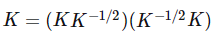 K = (KK^{-1/2})(K^{-1/2}K)